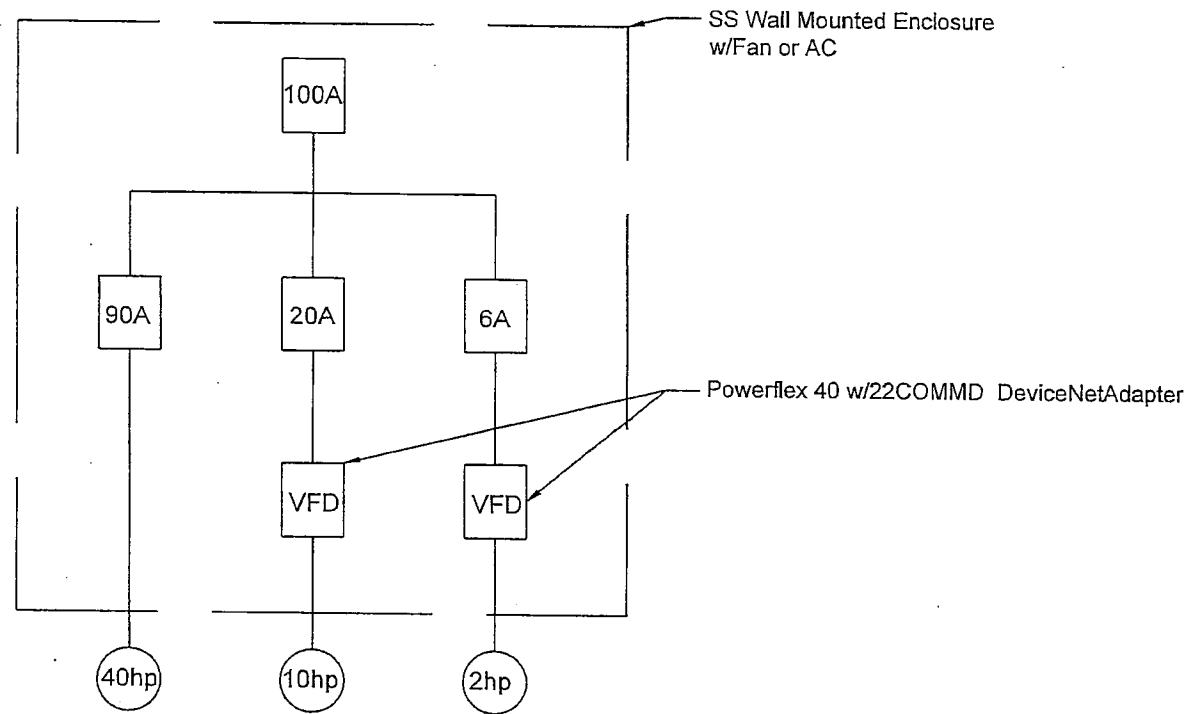 SS Wall Mounted Enclosure
w/Fan or AC
100A
90A
20A
6A
Powerflex 40 w/22COMMD DeviceNetAdapter
VFD
VFD
40hp
10hp
2hp